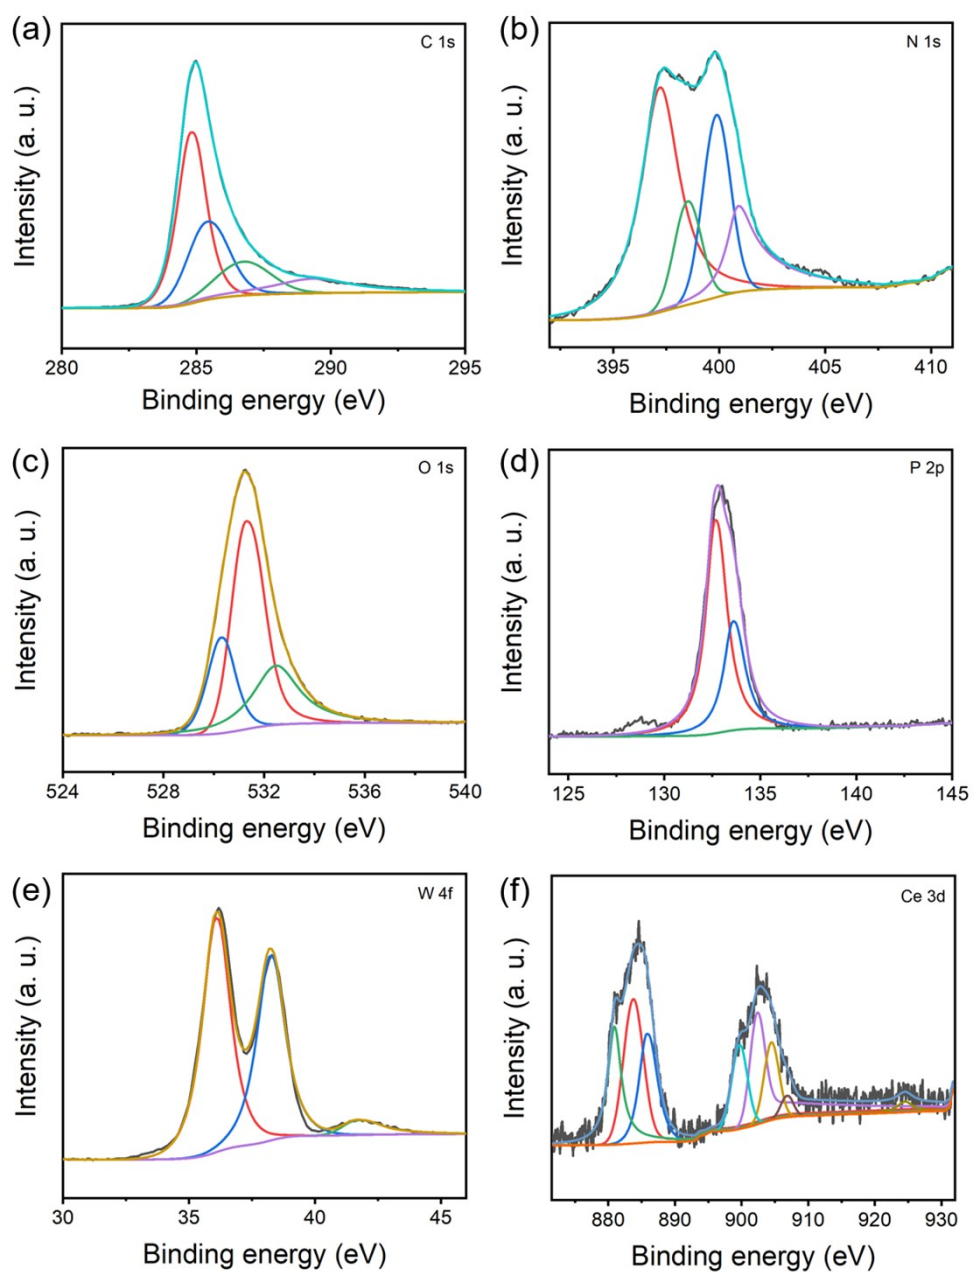 (a)
C 1s
Intensity (a. u.)
280 285 290 295
Binding energy (eV)
(b)
N 1s
Intensity (a. u.)
395 400 405 410
Binding energy (eV)
(c)
O 1s
Intensity (a. u.)
524 528 532 536 540
Binding energy (eV)
(d)
P 2p
Intensity (a. u.)
125 130 135 140 145
Binding energy (eV)
(e)
W 4f
Intensity (a. u.)
30 35 40 45
Binding energy (eV)
(f)
Ce 3d
Intensity (a. u.)
880 890 900 910 920 930
Binding energy (eV)